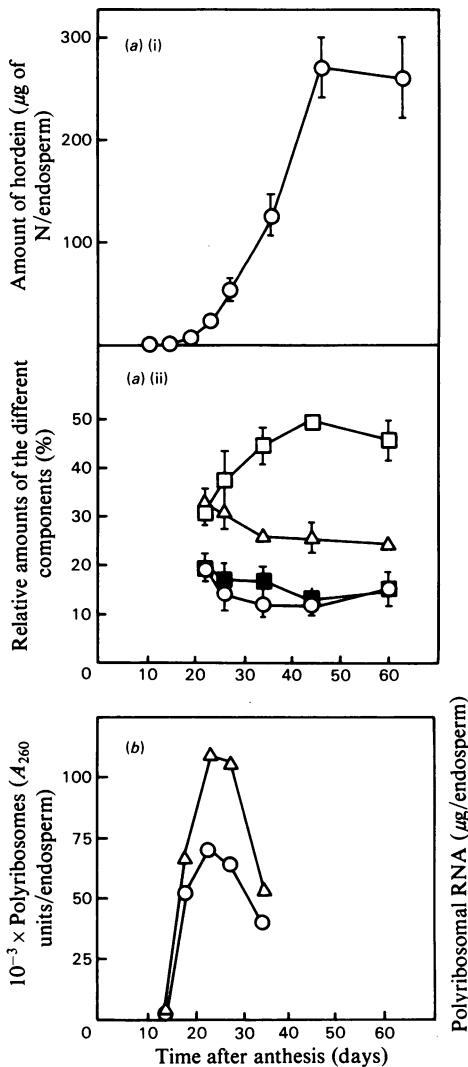 Amount of hordein (μg of
N/endosperm)
300
200
100
(a) (i)
Relative amounts of the different
components (%)
(a) (ii)
50
40
30
20
10
0
10 20 30 40 50 60
10⁻³ × Polyribosomes (A₂₆₀
units/endosperm)
(b)
100
75
50
25
0
0 10 20 30 40 50 60
Time after anthesis (days)
Polyribosomal RNA (μg/endosperm)